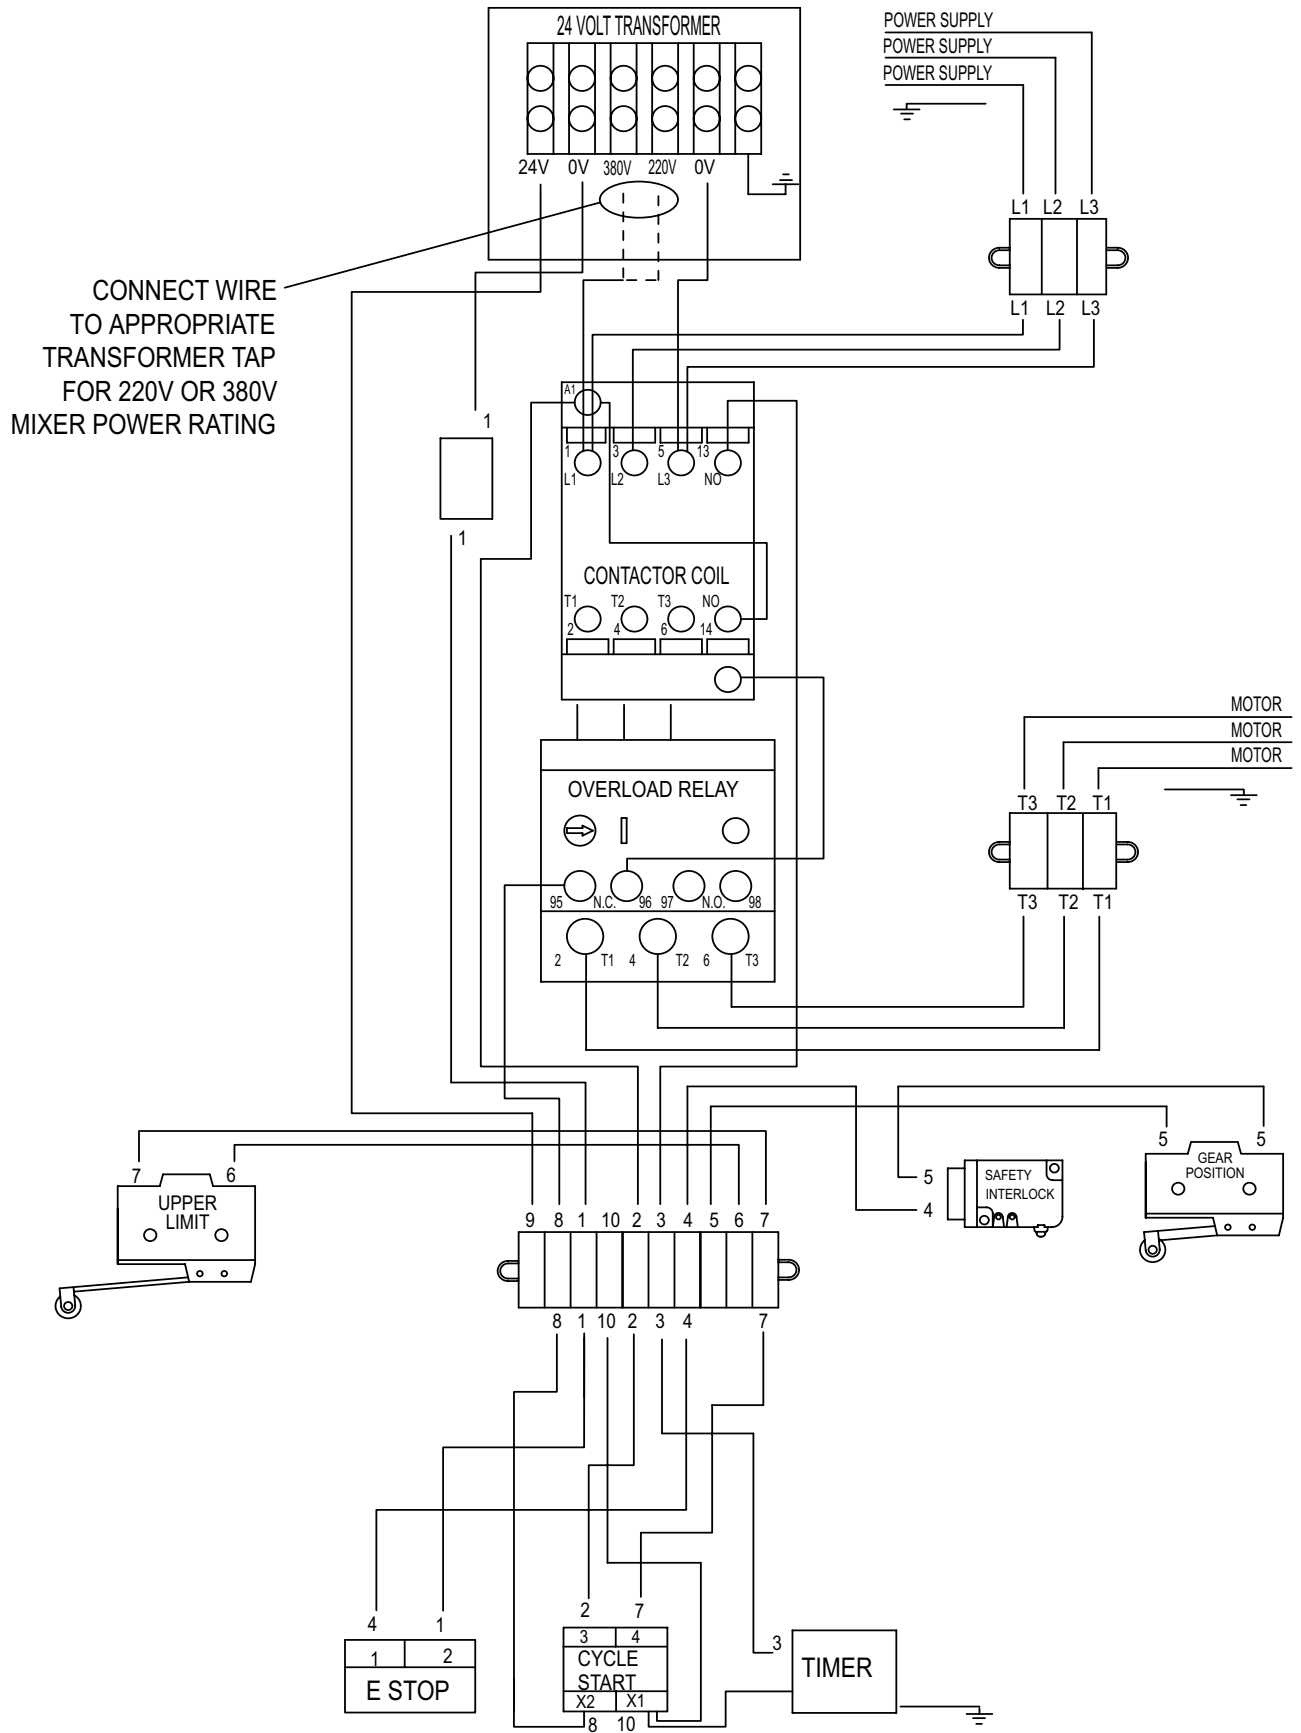 24 VOLT TRANSFORMER
POWER SUPPLY
POWER SUPPLY
POWER SUPPLY
24V 0V 380V 220V 0V
L1 L2 L3
L1 L2 L3
CONNECT WIRE
TO APPROPRIATE
TRANSFORMER TAP
FOR 220V OR 380V
MIXER POWER RATING
1
1
A1
1 3 5 13
L1 L2 L3 NO
CONTACTOR COIL
T1 T2 T3 NO
2 4 6 14
MOTOR
MOTOR
MOTOR
T3 T2 T1
T3 T2 T1
OVERLOAD RELAY
95 N.C. 96 97 N.O. 98
2 T1 4 T2 6 T3
7 6
UPPER
LIMIT
5
4
SAFETY
INTERLOCK
5 5
GEAR
POSITION
9 8 1 10 2 3 4 5 6 7
8 1 10 2 3 4 7
4 1
1 2
E STOP
2 7
3 4
CYCLE
START
X2 X1
8 10
3
TIMER